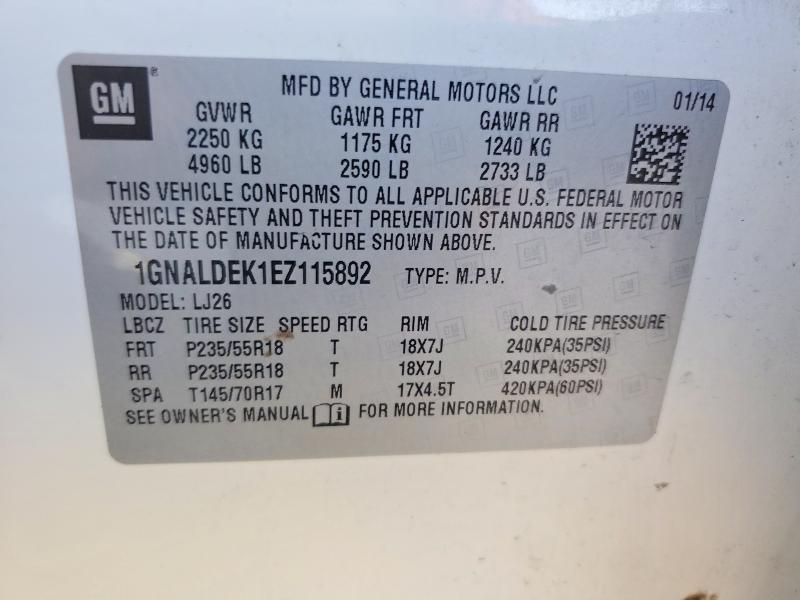 GM® MFD BY GENERAL MOTORS LLC 01/14
GVWR GAWR FRT GAWR RR
2250 KG 1175 KG 1240 KG
4960 LB 2590 LB 2733 LB
THIS VEHICLE CONFORMS TO ALL APPLICABLE U.S. FEDERAL MOTOR
VEHICLE SAFETY AND THEFT PREVENTION STANDARDS IN EFFECT ON
THE DATE OF MANUFACTURE SHOWN ABOVE.
1GNALDEK1EZ115892 TYPE: M.P.V.
MODEL: LJ26
LBCZ TIRE SIZE SPEED RTG RIM COLD TIRE PRESSURE
FRT P235/55R18 T 18X7J 240KPA(35PSI)
RR P235/55R18 T 18X7J 240KPA(35PSI)
SPA T145/70R17 M 17X4.5T 420KPA(60PSI)
SEE OWNER'S MANUAL FOR MORE INFORMATION.